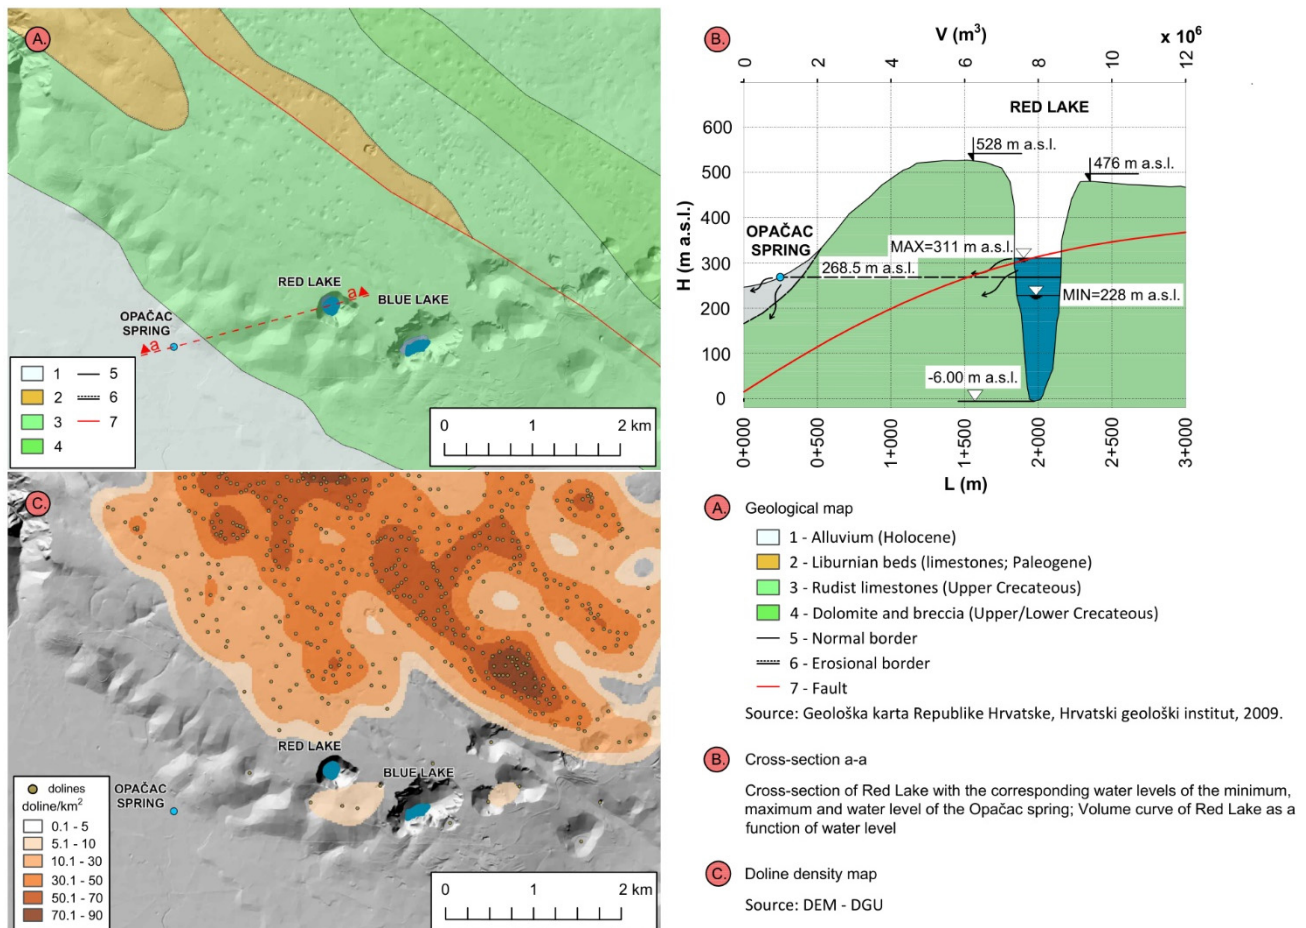 A.
RED LAKE
a
BLUE LAKE
OPAČAC
SPRING
a
1
2
3
4
5
6
7
0 1 2 km
B.
V (m³)
x 10⁶
0 2 4 6 8 10 12
RED LAKE
528 m a.s.l.
476 m a.s.l.
OPAČAC
SPRING
MAX=311 m a.s.l.
268.5 m a.s.l.
MIN=228 m a.s.l.
-6.00 m a.s.l.
H (m a.s.l.)
600
500
400
300
200
100
0
0+000 0+500 1+000 1+500 2+000 3+000
L (m)
C.
RED LAKE
BLUE LAKE
OPAČAC
SPRING
dolines
doline/km²
0.1 - 5
5.1 - 10
10.1 - 30
30.1 - 50
50.1 - 70
70.1 - 90
0 1 2 km
A. Geological map
1 - Alluvium (Holocene)
2 - Liburnian beds (limestones; Paleogene)
3 - Rudist limestones (Upper Crecateous)
4 - Dolomite and breccia (Upper/Lower Crecateous)
5 - Normal border
6 - Erosional border
7 - Fault
Source: Geološka karta Republike Hrvatske, Hrvatski geološki institut, 2009.
B. Cross-section a-a
Cross-section of Red Lake with the corresponding water levels of the minimum,
maximum and water level of the Opačac spring; Volume curve of Red Lake as a
function of water level
C. Doline density map
Source: DEM - DGU